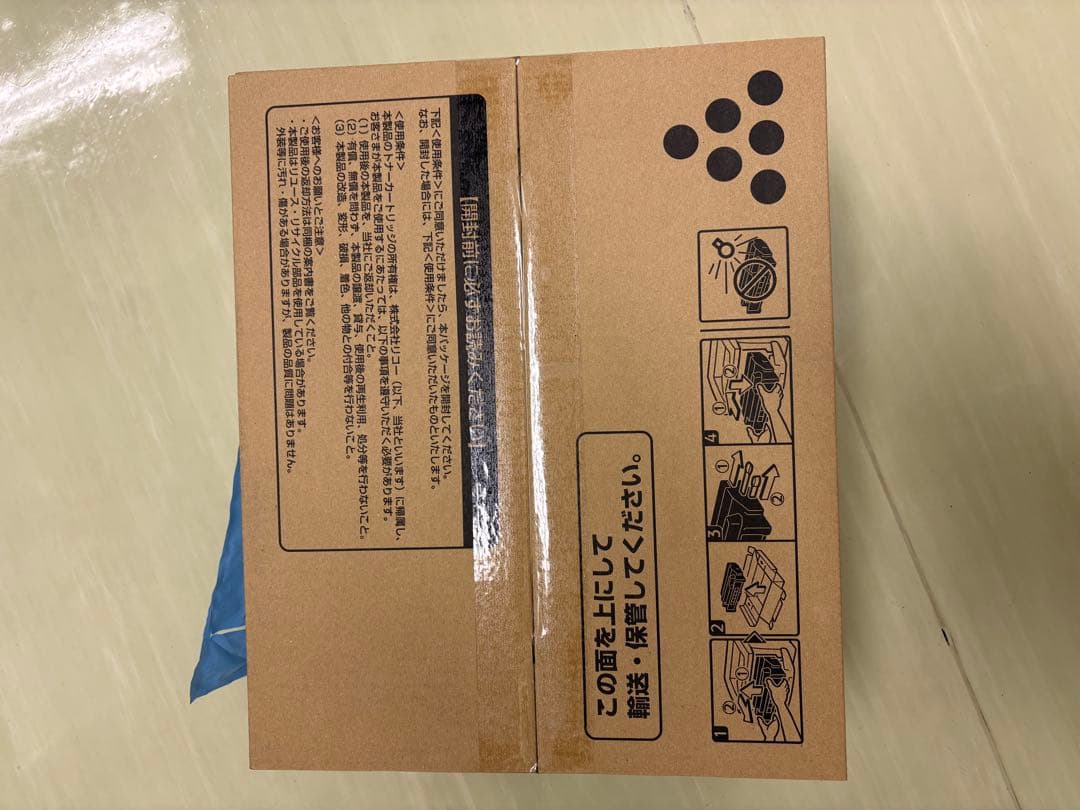 【開封前に必ずお読みください】
下記<使用条件>にご同意いただけましたら、本パッケージを開封してください。
なお、開封した場合には、下記<使用条件>にご同意いただいたものといたします。
<使用条件>
本製品のトナーカートリッジの所有権は、株式会社リコー（以下、当社といいます）に帰属し、
お客さまが本製品をご使用するにあたっては、以下の事項を遵守いただく必要があります。
(1) 使用後の本製品を、当社にご返却いただくこと。
(2) 有償、無償を問わず、本製品の譲渡、貸与、使用後の再生利用、処分等を行わないこと。
(3) 本製品の改造、変形、破損、着色、他の物との付合等を行わないこと。
<お客様へのお願いとご注意>
・ご使用後の返却方法は同梱の案内書をご覧ください。
・本製品はリユース・リサイクル部品を使用している場合があります。
外装等に汚れ・傷がある場合がありますが、製品の品質に問題はありません。
この面を上にして
輸送・保管してください。
1
①
②
2
3
②
4
①
②